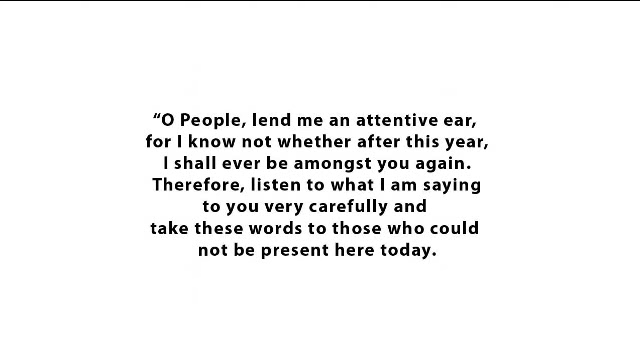 “O People, lend me an attentive ear,
for I know not whether after this year,
I shall ever be amongst you again.
Therefore, listen to what I am saying
to you very carefully and
take these words to those who could
not be present here today.